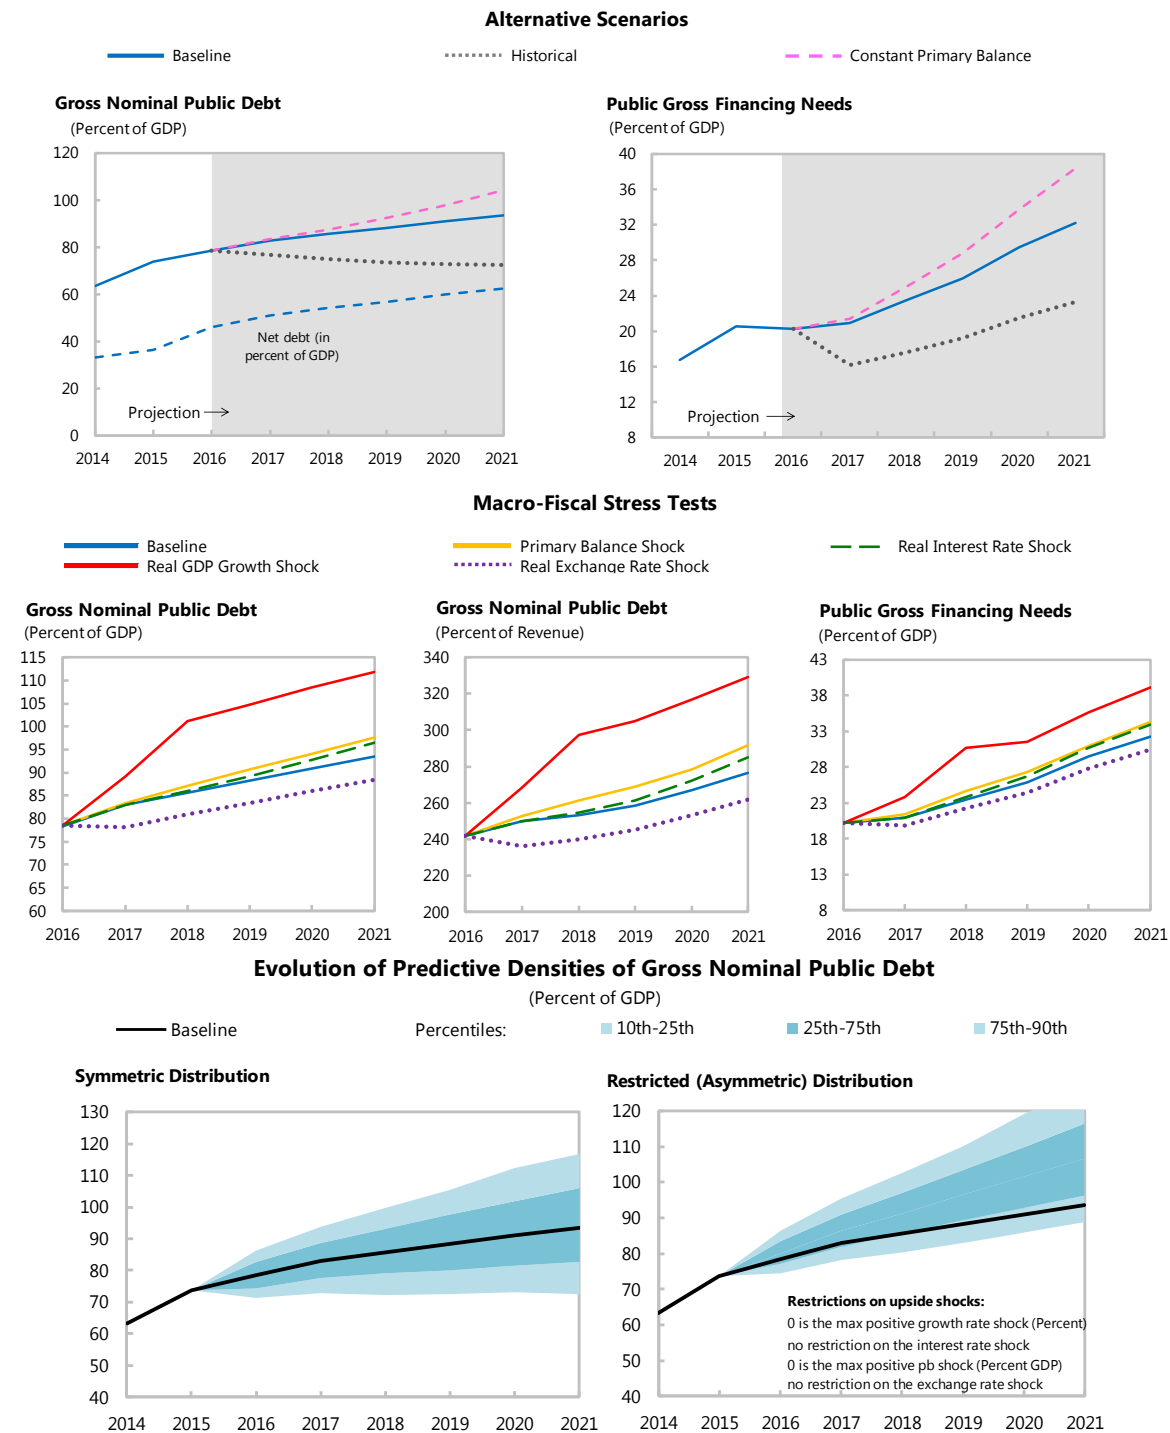 Alternative Scenarios
Baseline
Historical
Constant Primary Balance
Gross Nominal Public Debt
(Percent of GDP)
120
100
80
60
40
20
0
Net debt (in
percent of GDP)
Projection
2014 2015 2016 2017 2018 2019 2020 2021
Public Gross Financing Needs
(Percent of GDP)
40
36
32
28
24
20
16
12
8
Projection
2014 2015 2016 2017 2018 2019 2020 2021
Macro-Fiscal Stress Tests
Baseline
Primary Balance Shock
Real Interest Rate Shock
Real GDP Growth Shock
Real Exchange Rate Shock
Gross Nominal Public Debt
(Percent of GDP)
115
110
105
100
95
90
85
80
75
70
65
60
2016 2017 2018 2019 2020 2021
Gross Nominal Public Debt
(Percent of Revenue)
340
320
300
280
260
240
220
200
2016 2017 2018 2019 2020 2021
Public Gross Financing Needs
(Percent of GDP)
43
38
33
28
23
18
13
8
2016 2017 2018 2019 2020 2021
Evolution of Predictive Densities of Gross Nominal Public Debt
(Percent of GDP)
Baseline
Percentiles:
10th-25th
25th-75th
75th-90th
Symmetric Distribution
130
120
110
100
90
80
70
60
50
40
2014 2015 2016 2017 2018 2019 2020 2021
Restricted (Asymmetric) Distribution
120
110
100
90
80
70
60
50
40
Restrictions on upside shocks:
0 is the max positive growth rate shock (Percent)
no restriction on the interest rate shock
0 is the max positive pb shock (Percent GDP)
no restriction on the exchange rate shock
2014 2015 2016 2017 2018 2019 2020 2021